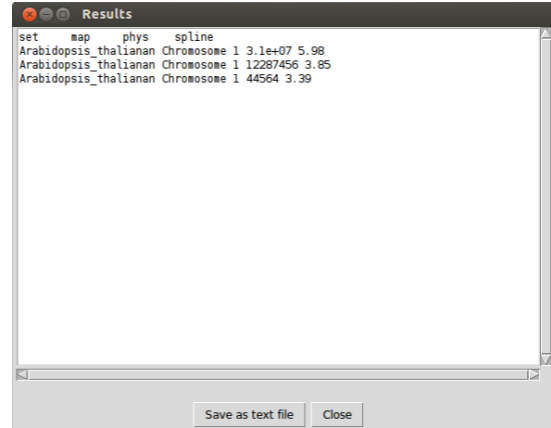 Results
set map phys spline
Arabidopsis_thalianan Chromosome 1 3.1e+07 5.98
Arabidopsis_thalianan Chromosome 1 12287456 3.85
Arabidopsis_thalianan Chromosome 1 44564 3.39
Save as text file Close